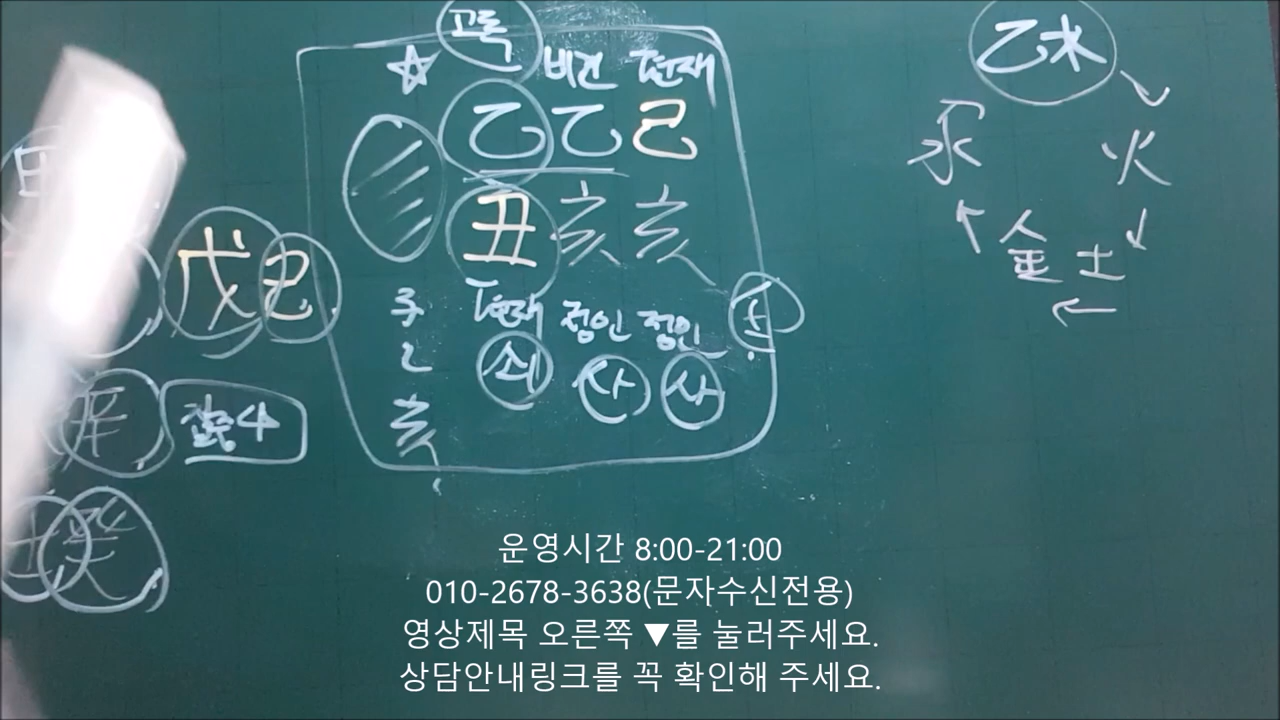 고독
乙木
비견 편재
乙 乙 己
水 火
丑 亥 亥
金 土
戊 己
子 편재 정인 정인
乙 쇠 사 사
亥
辛
癸
운영시간 8:00-21:00
010-2678-3638(문자수신전용)
영상제목 오른쪽 ▼를 눌러주세요.
상담안내링크를 꼭 확인해 주세요.